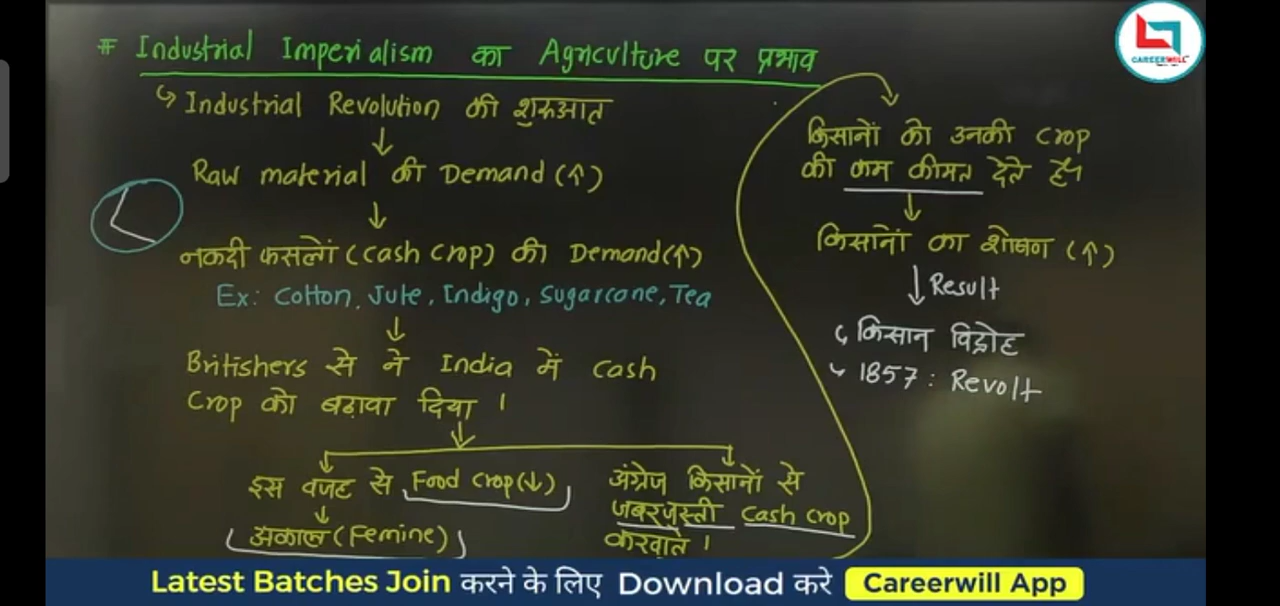 # Industrial Imperialism का Agriculture पर प्रभाव
↳ Industrial Revolution की शुरुआत
↓
Raw material की Demand (↑)
↓
नकदी फसलों (Cash Crop) की Demand (↑)
Ex: Cotton, Jute, Indigo, Sugarcane, Tea
↓
Britishers से ने India में Cash
Crop को बढ़ावा दिया ।
↓
इस वजह से Food Crop (↓)
↓
अकाल (Femine)
अंग्रेज किसानों से
जबरजस्ती Cash Crop
करवाते ।
किसानों को उनकी Crop
की कम कीमत देते हैं।
↓
किसानों का शोषण (↑)
↓ Result
↳ किसान विद्रोह
↳ 1857 : Revolt
CAREERWILL
Latest Batches Join करने के लिए Download करे Careerwill App